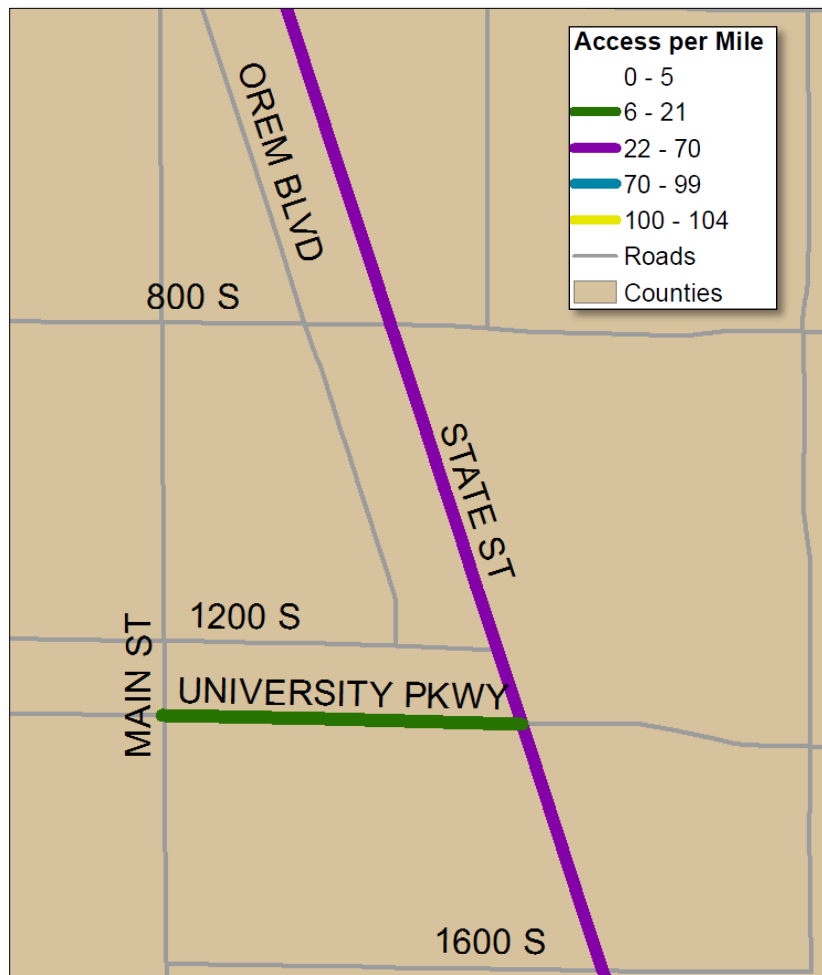 Access per Mile
0 - 5
6 - 21
22 - 70
70 - 99
100 - 104
Roads
Counties
OREM BLVD
800 S
STATE ST
1200 S
MAIN ST
UNIVERSITY PKWY
1600 S